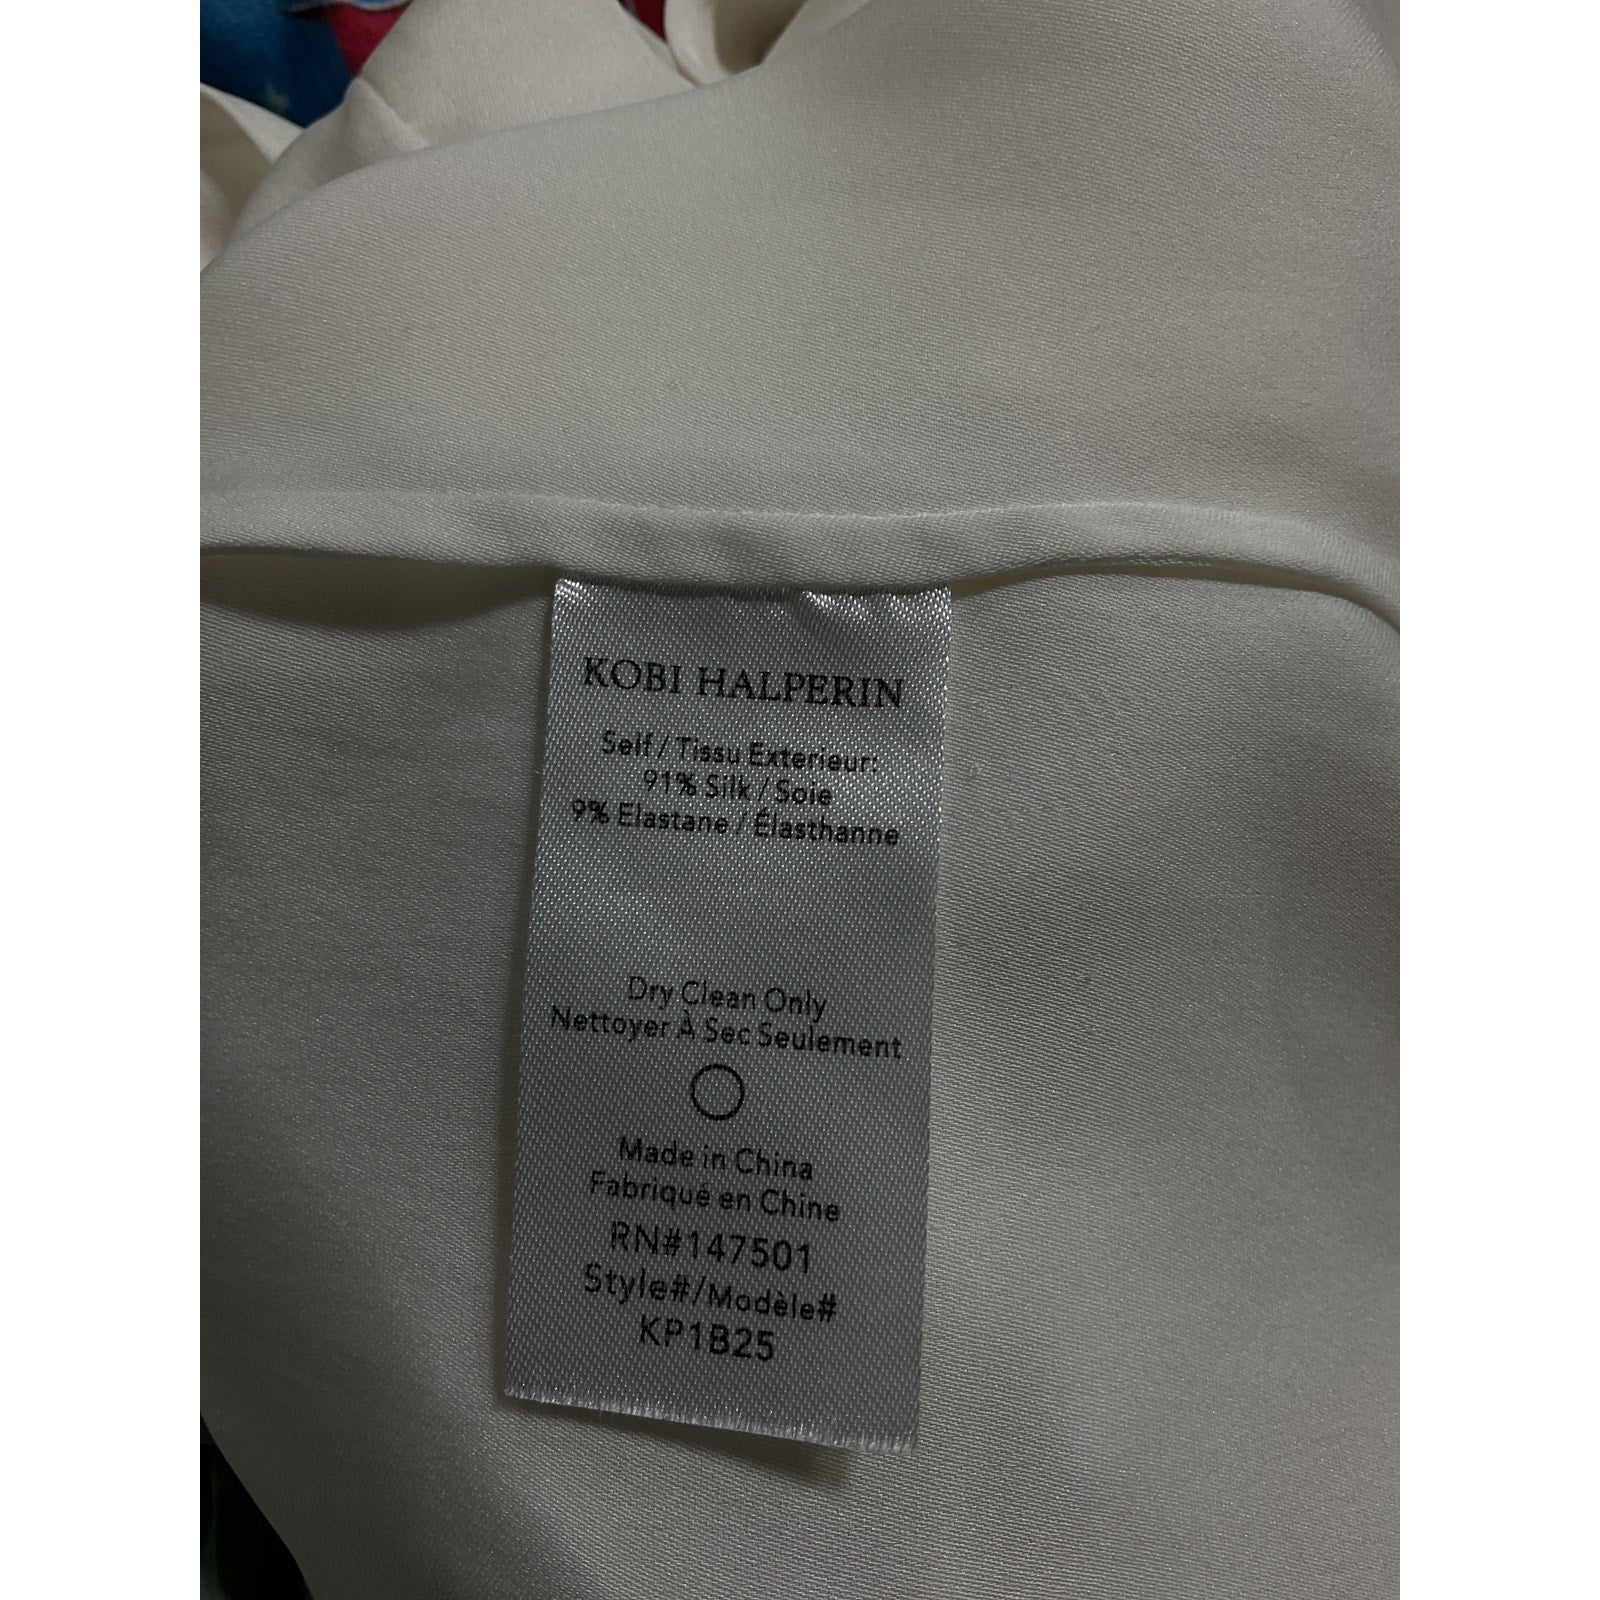 KOBI HALPERIN
Self / Tissu Exterieur:
91% Silk / Soie
9% Elastane / Élasthanne
Dry Clean Only
Nettoyer À Sec Seulement
Made in China
Fabriqué en Chine
RN#147501
Style#/Modèle#
KP1B25